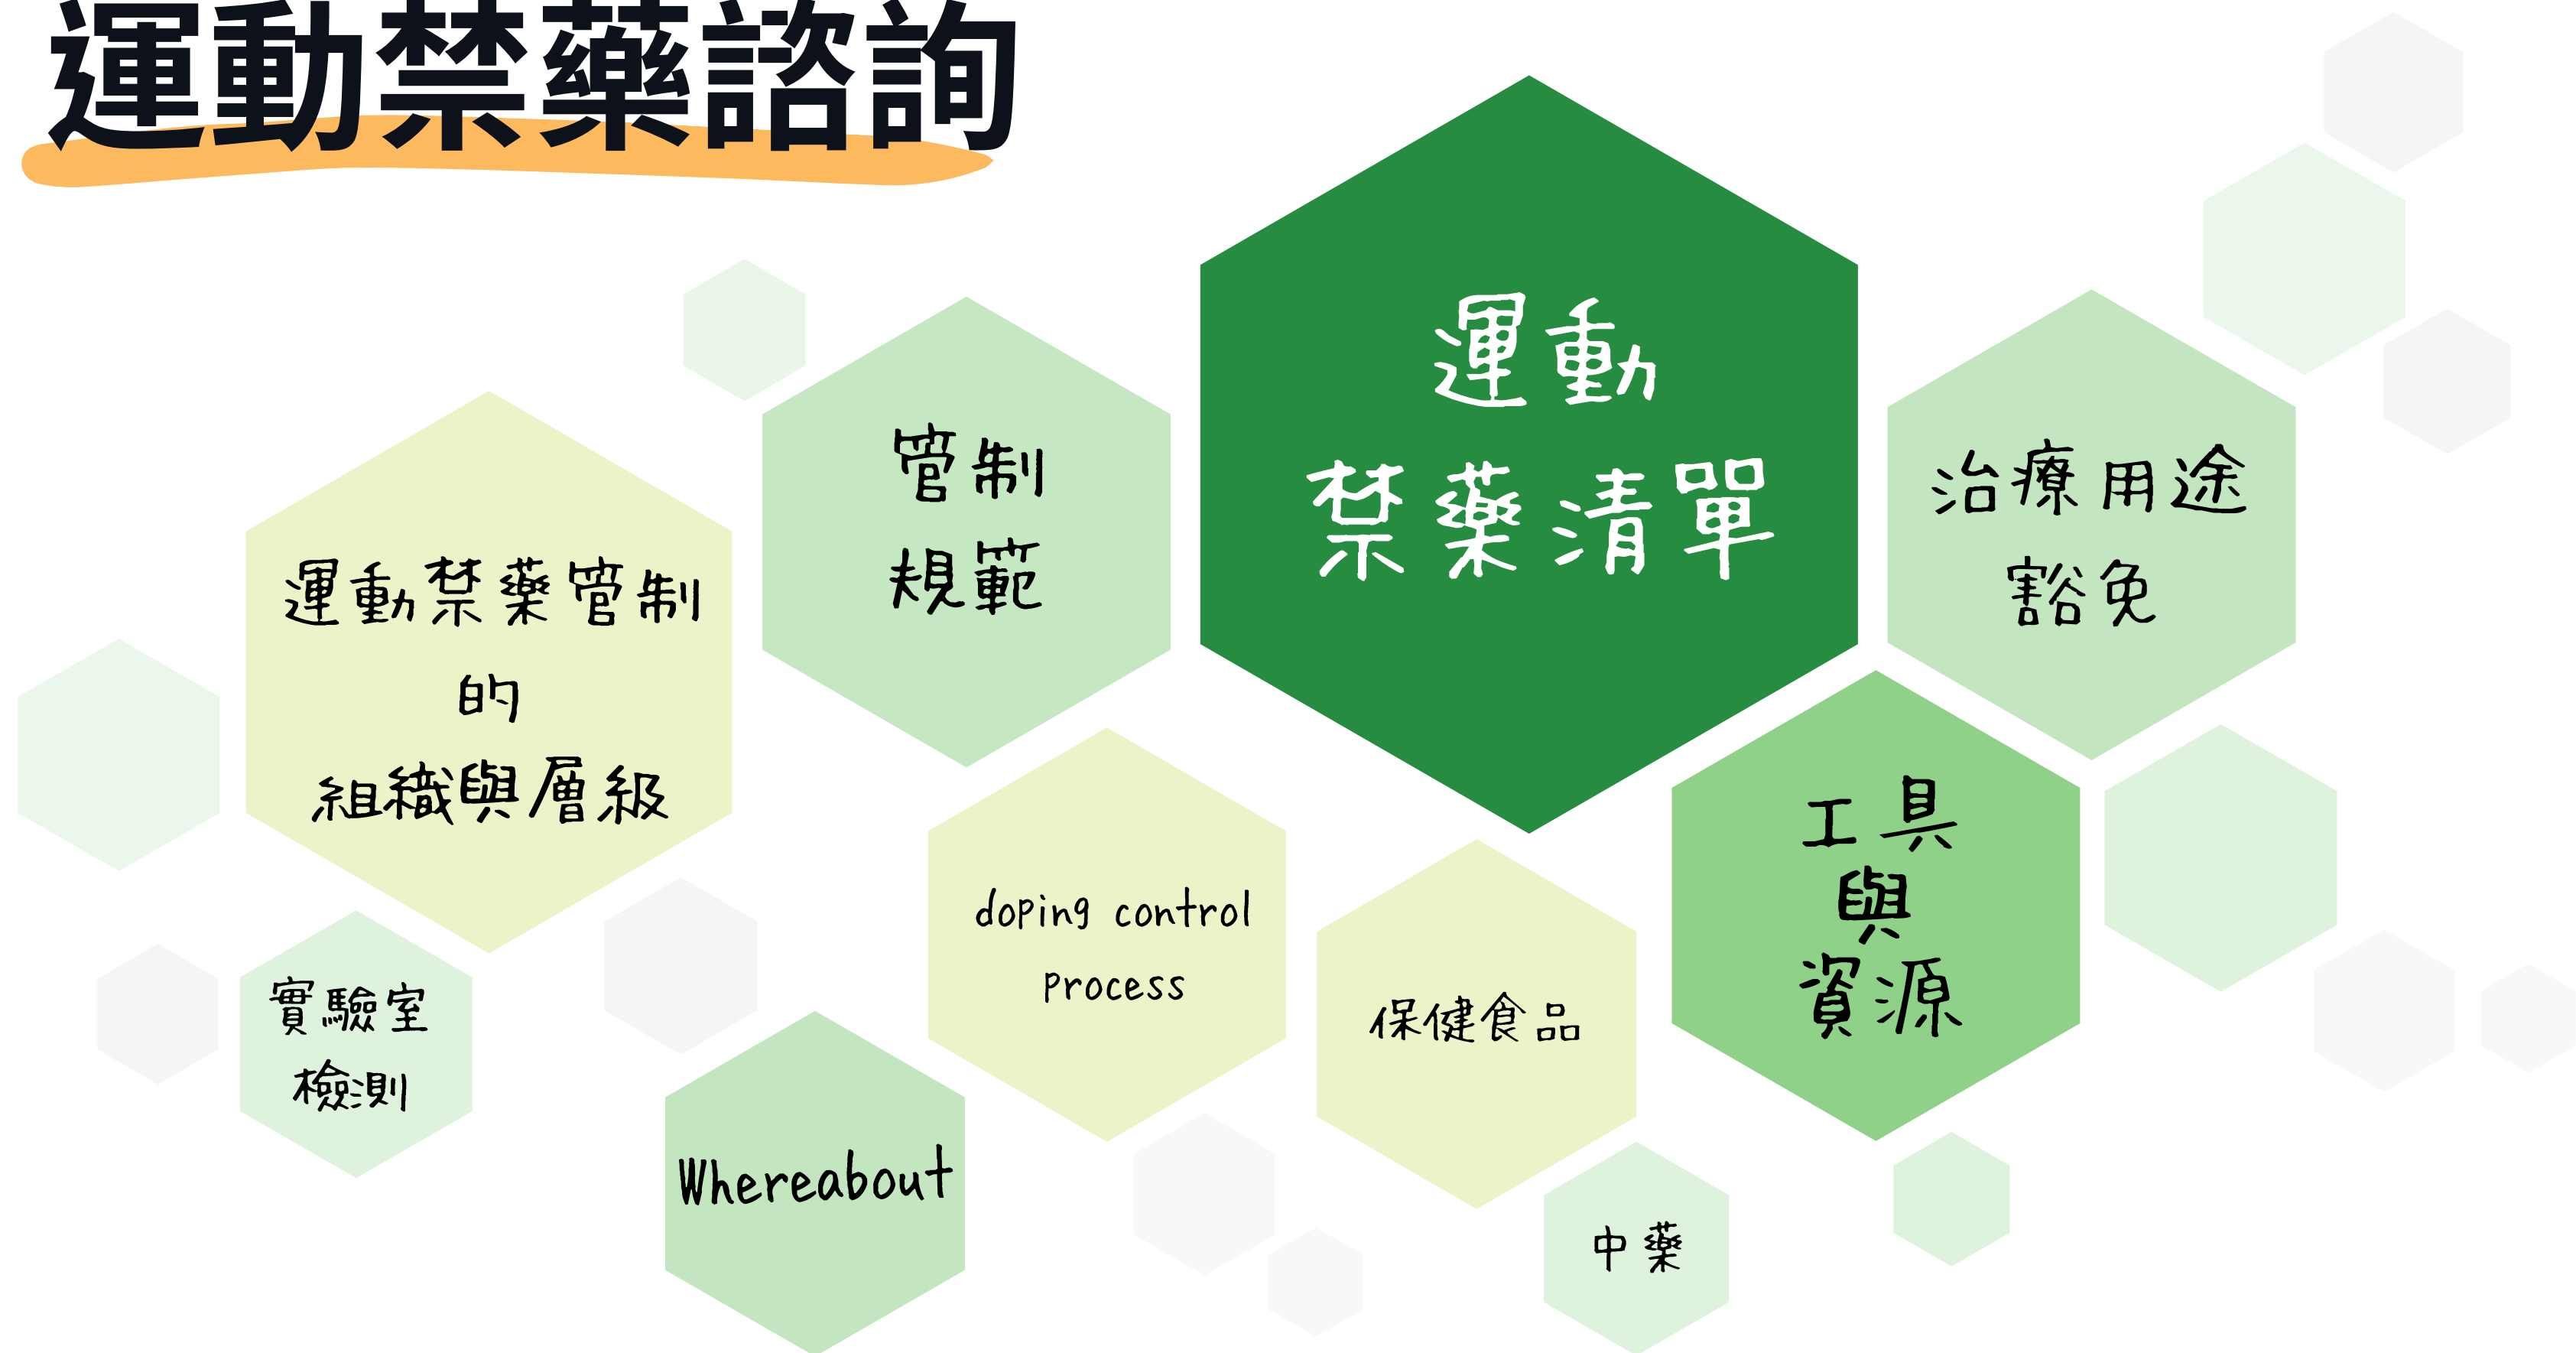 運動禁藥諮詢
運動
禁藥清單
管制
規範
治療用途
豁免
運動禁藥管制
的
組織與層級
工具
與
資源
doping control
process
保健食品
實驗室
檢測
Whereabout
中藥